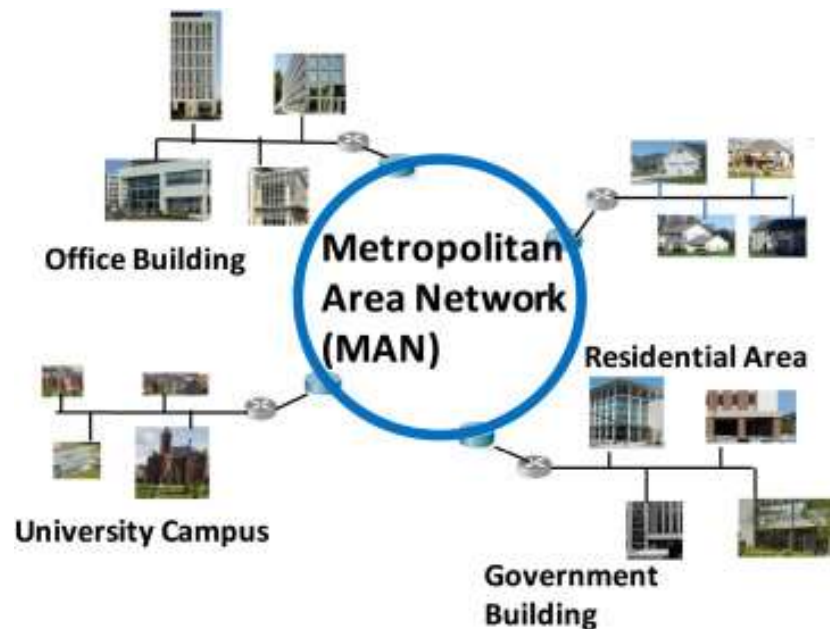 Office Building
Metropolitan
Area Network
(MAN)
Residential Area
University Campus
Government
Building